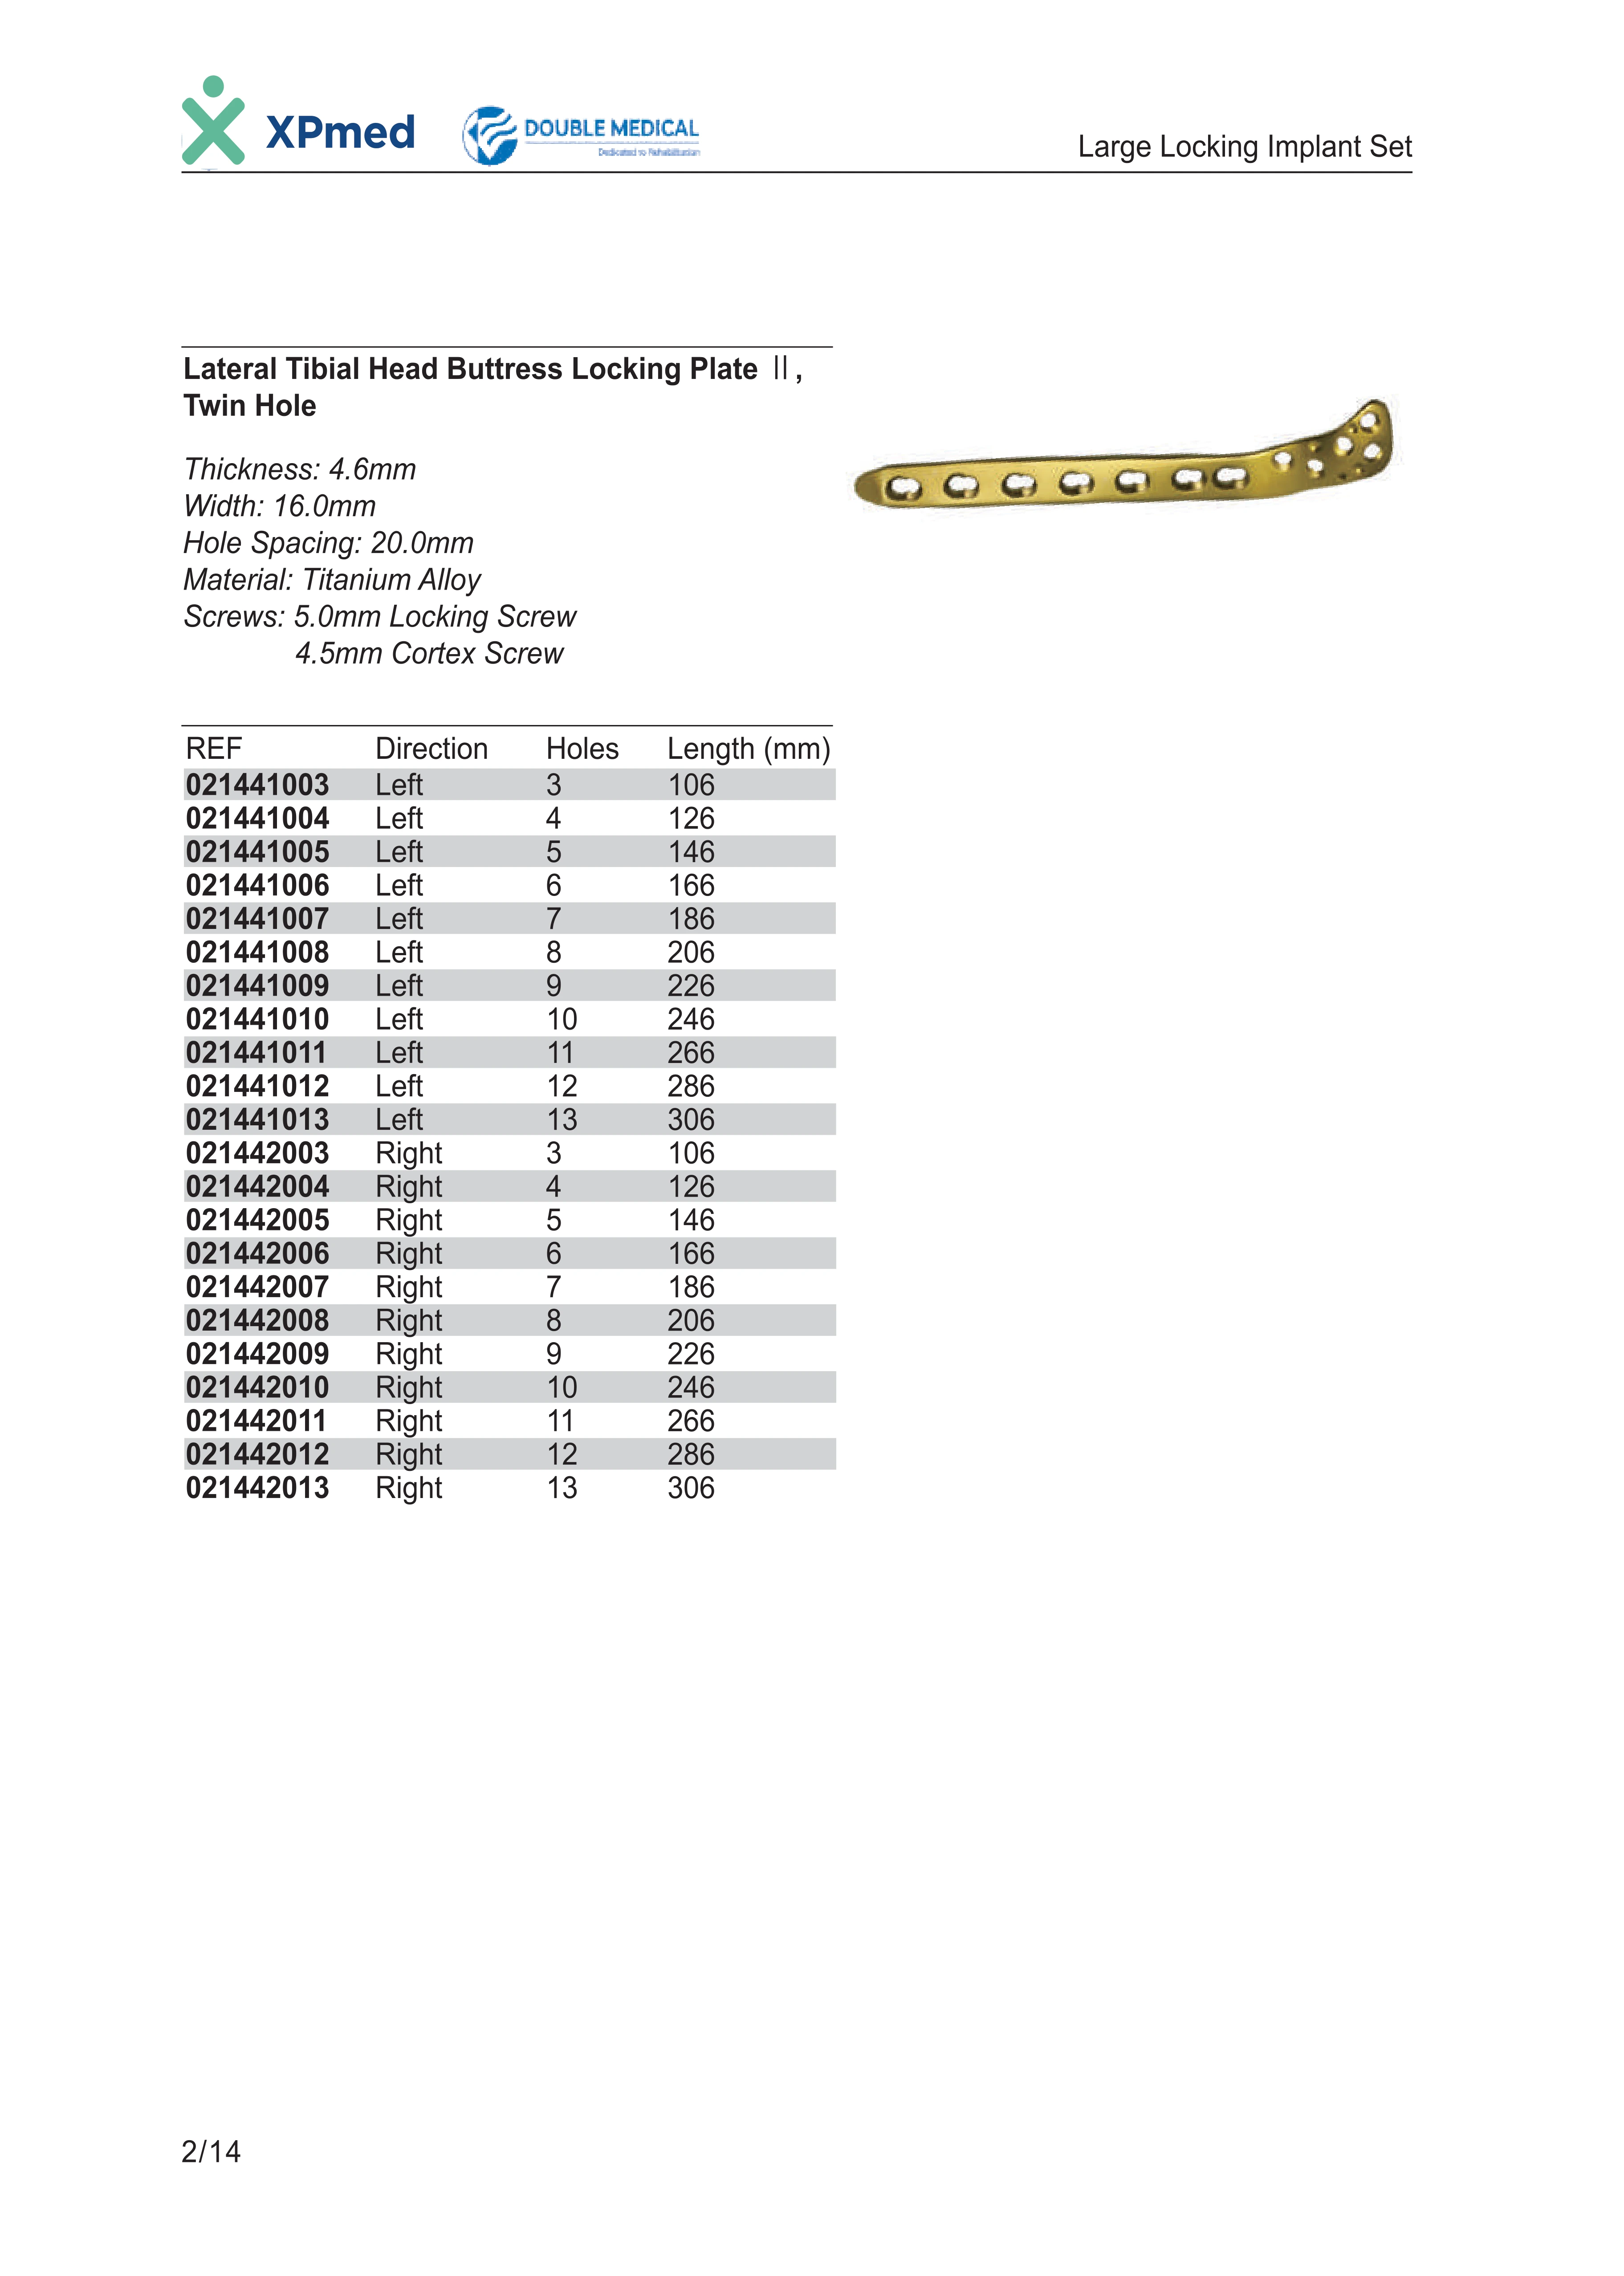 XPmed
DOUBLE MEDICAL
Dedicated to Rehabilitation
Large Locking Implant Set
Lateral Tibial Head Buttress Locking Plate Ⅱ,
Twin Hole
Thickness: 4.6mm
Width: 16.0mm
Hole Spacing: 20.0mm
Material: Titanium Alloy
Screws: 5.0mm Locking Screw
4.5mm Cortex Screw
REF Direction Holes Length (mm)
021441003 Left 3 106
021441004 Left 4 126
021441005 Left 5 146
021441006 Left 6 166
021441007 Left 7 186
021441008 Left 8 206
021441009 Left 9 226
021441010 Left 10 246
021441011 Left 11 266
021441012 Left 12 286
021441013 Left 13 306
021442003 Right 3 106
021442004 Right 4 126
021442005 Right 5 146
021442006 Right 6 166
021442007 Right 7 186
021442008 Right 8 206
021442009 Right 9 226
021442010 Right 10 246
021442011 Right 11 266
021442012 Right 12 286
021442013 Right 13 306
2/14